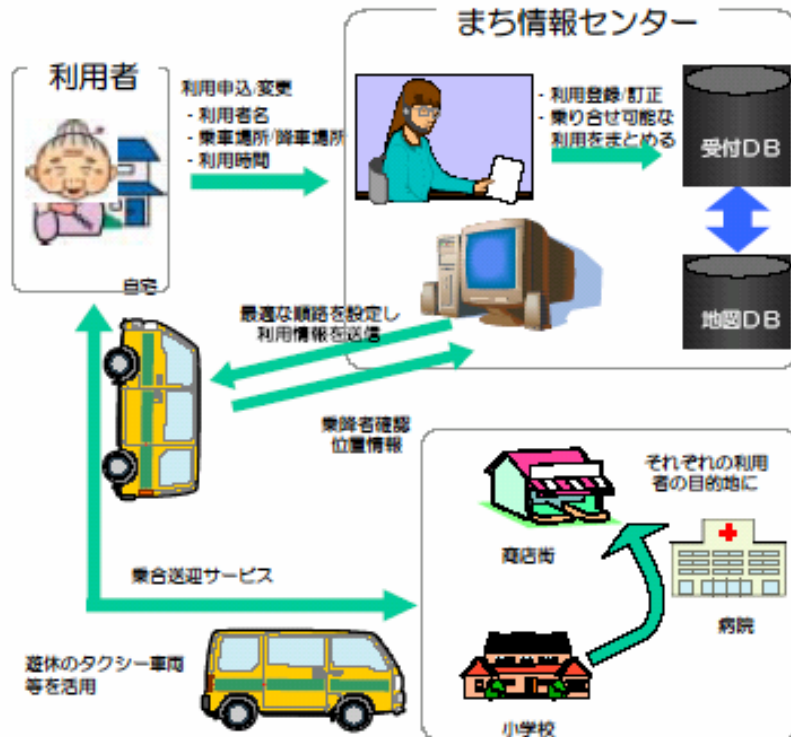 まち情報センター
利用者
利用申込/変更
- 利用者名
- 乗車場所/降車場所
- 利用時間
- 利用登録/訂正
- 乗り合せ可能な
利用をまとめる
受付DB
地図DB
自宅
最適な順路を設定し
利用情報を送信
乗降者確認
位置情報
それぞれの利用
者の目的地に
商店街
病院
小学校
乗合送迎サービス
遊休のタクシー車両
等を活用